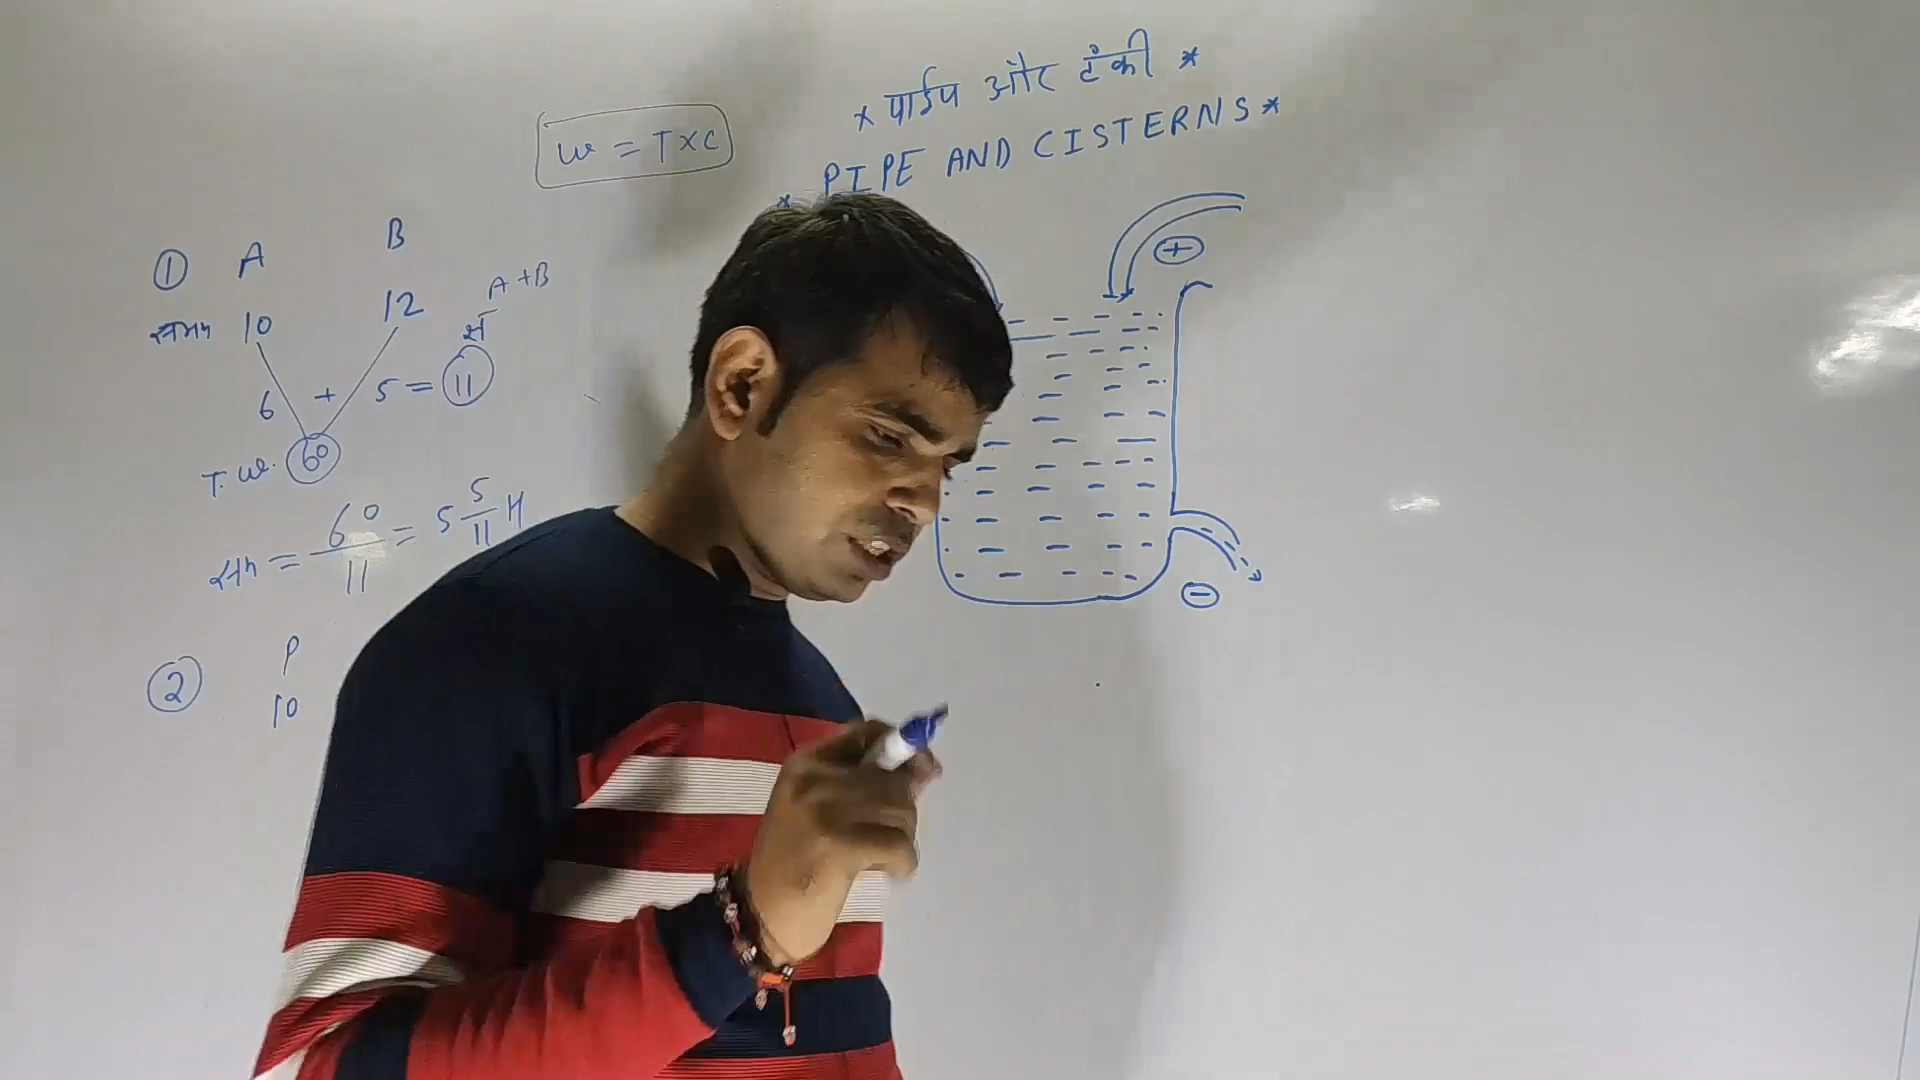 * पाईप और टंकी *
* PIPE AND CISTERNS *
W = T × C
① A B
समय 10 12
A + B
6 + 5 = 11
T. W. 60
समय = 60/11 = 5 5/11 H
② P
10
+
−